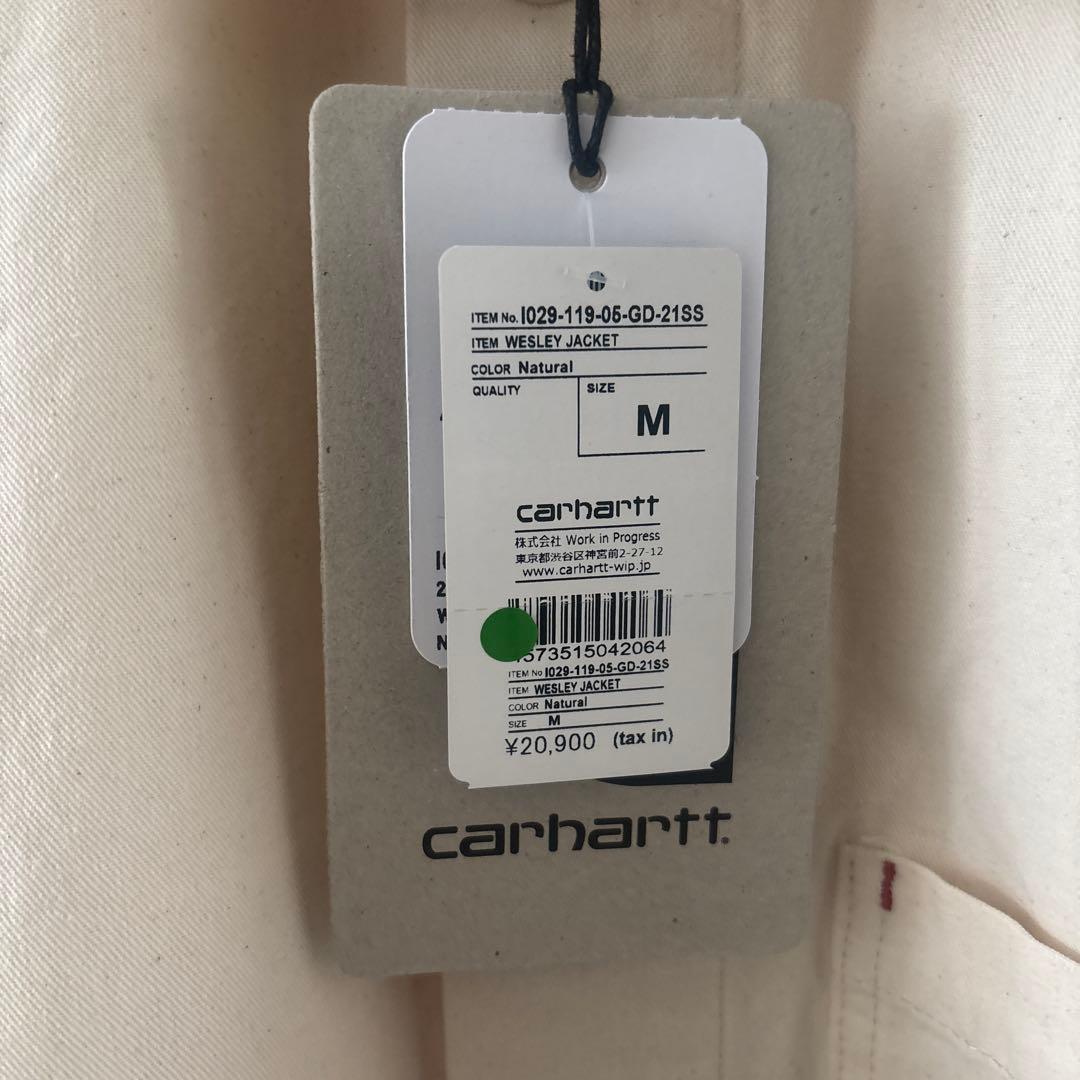 ITEM No. I029-119-05-GD-21SS
ITEM WESLEY JACKET
COLOR Natural
QUALITY
SIZE
M
carhartt
株式会社 Work in Progress
東京都渋谷区神宮前2-27-12
www.carhartt-wip.jp
573515042064
ITEM No I029-119-05-GD-21SS
ITEM WESLEY JACKET
COLOR Natural
SIZE M
¥20,900 (tax in)
carhartt.